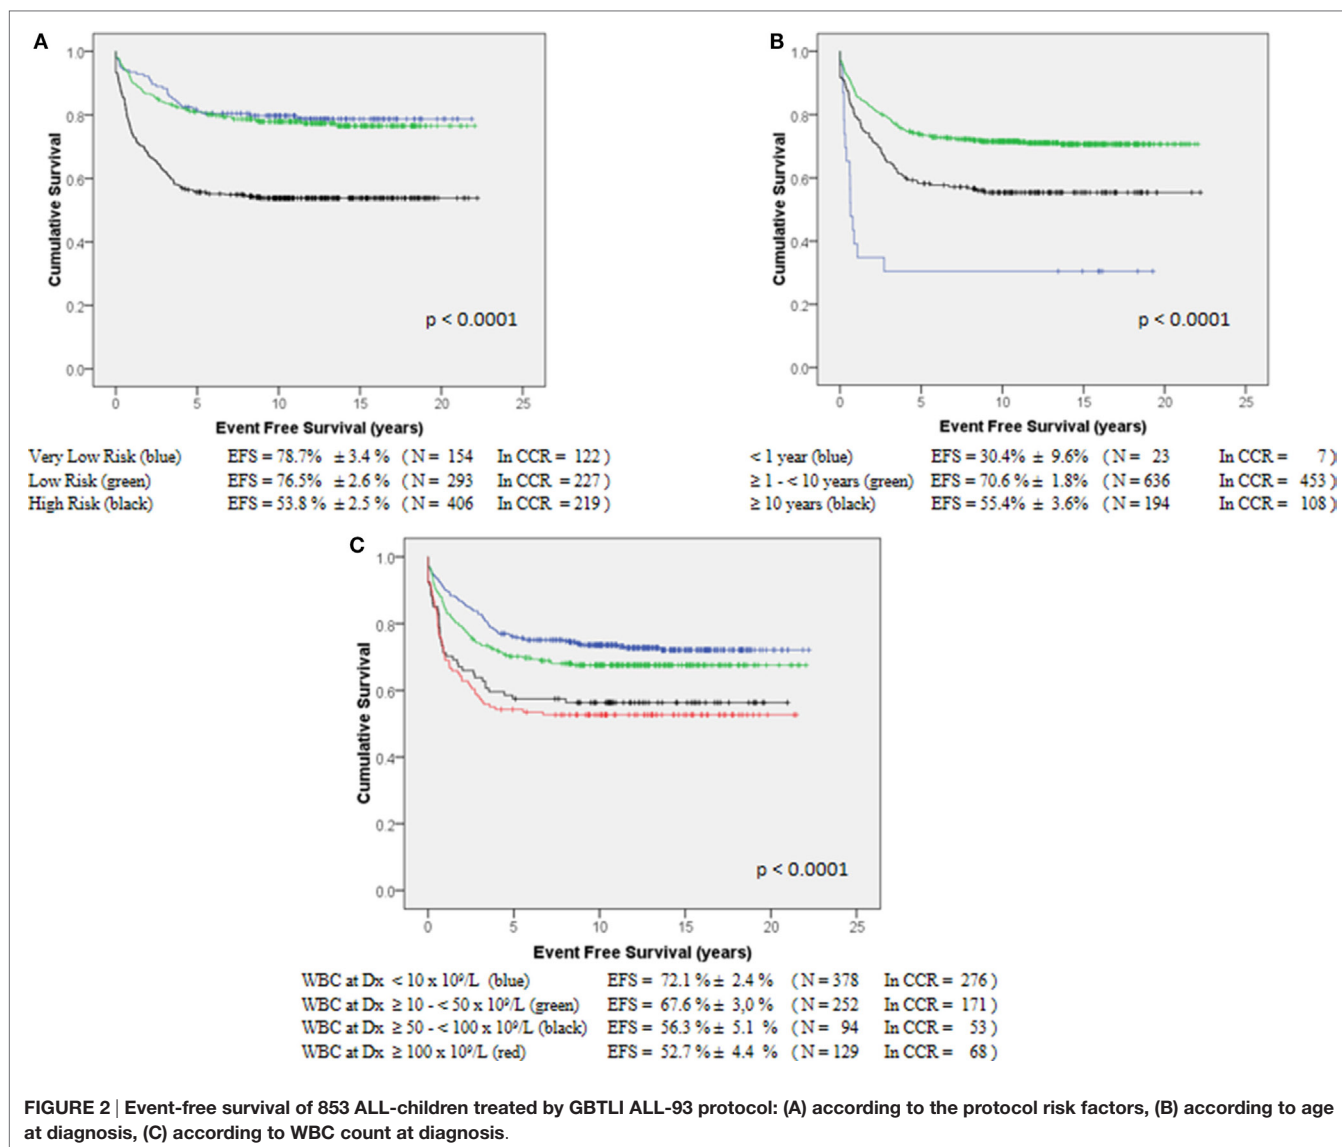 A
1.0
0.8
0.6
0.4
0.2
0.0
Cumulative Survival
p < 0.0001
0 5 10 15 20 25
Event Free Survival (years)
Very Low Risk (blue) EFS = 78.7% ± 3.4 % ( N = 154 In CCR = 122 )
Low Risk (green) EFS = 76.5% ± 2.6 % ( N = 293 In CCR = 227 )
High Risk (black) EFS = 53.8 % ± 2.5 % ( N = 406 In CCR = 219 )
B
1.0
0.8
0.6
0.4
0.2
0.0
Cumulative Survival
p < 0.0001
0 5 10 15 20 25
Event Free Survival (years)
< 1 year (blue) EFS = 30.4% ± 9.6% ( N = 23 In CCR = 7 )
≥ 1 - < 10 years (green) EFS = 70.6 % ± 1.8% ( N = 636 In CCR = 453 )
≥ 10 years (black) EFS = 55.4% ± 3.6% ( N = 194 In CCR = 108 )
C
1.0
0.8
0.6
0.4
0.2
0.0
Cumulative Survival
p < 0.0001
0 5 10 15 20 25
Event Free Survival (years)
WBC at Dx < 10 x 10⁹/L (blue) EFS = 72.1 % ± 2.4 % ( N = 378 In CCR = 276 )
WBC at Dx ≥ 10 - < 50 x 10⁹/L (green) EFS = 67.6 % ± 3,0 % ( N = 252 In CCR = 171 )
WBC at Dx ≥ 50 - < 100 x 10⁹/L (black) EFS = 56.3 % ± 5.1 % ( N = 94 In CCR = 53 )
WBC at Dx ≥ 100 x 10⁹/L (red) EFS = 52.7 % ± 4.4 % ( N = 129 In CCR = 68 )
FIGURE 2 | Event-free survival of 853 ALL-children treated by GBTLI ALL-93 protocol: (A) according to the protocol risk factors, (B) according to age
at diagnosis, (C) according to WBC count at diagnosis.